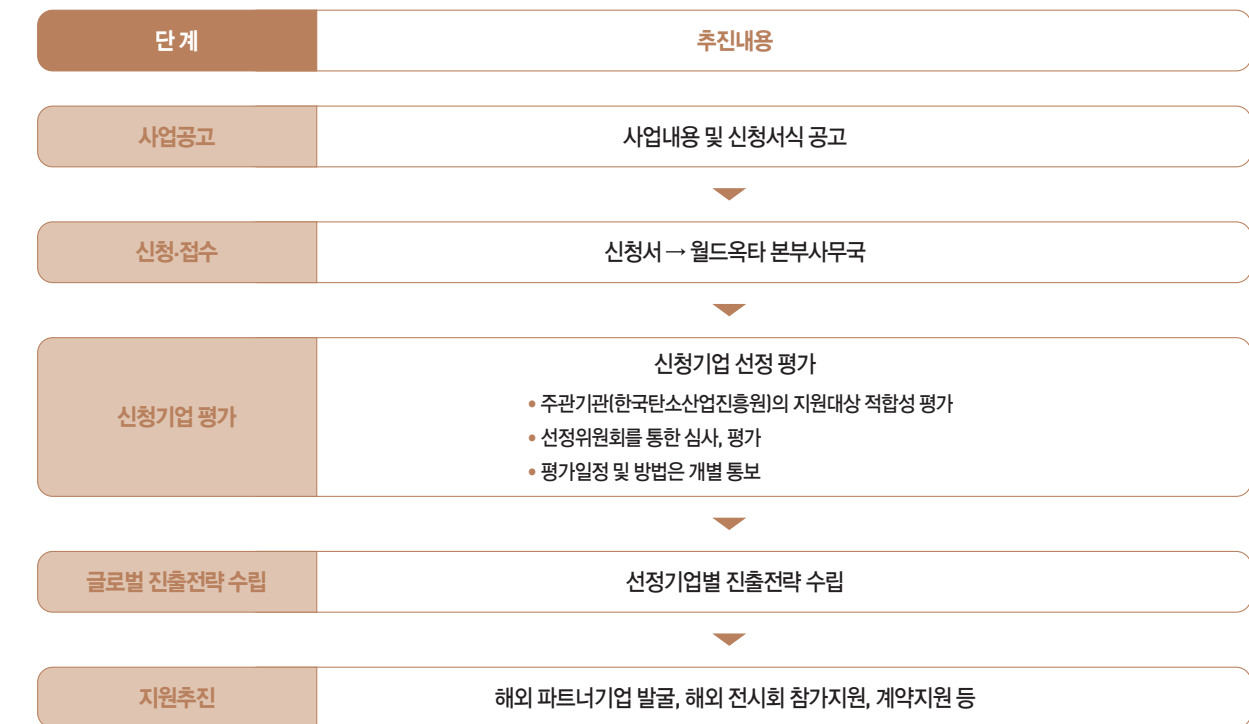 단 계
추진내용
사업공고
사업내용 및 신청서식 공고
신청·접수
신청서 → 월드옥타 본부사무국
신청기업 평가
신청기업 선정 평가
• 주관기관(한국탄소산업진흥원)의 지원대상 적합성 평가
• 선정위원회를 통한 심사, 평가
• 평가일정 및 방법은 개별 통보
글로벌 진출전략 수립
선정기업별 진출전략 수립
지원추진
해외 파트너기업 발굴, 해외 전시회 참가지원, 계약지원 등